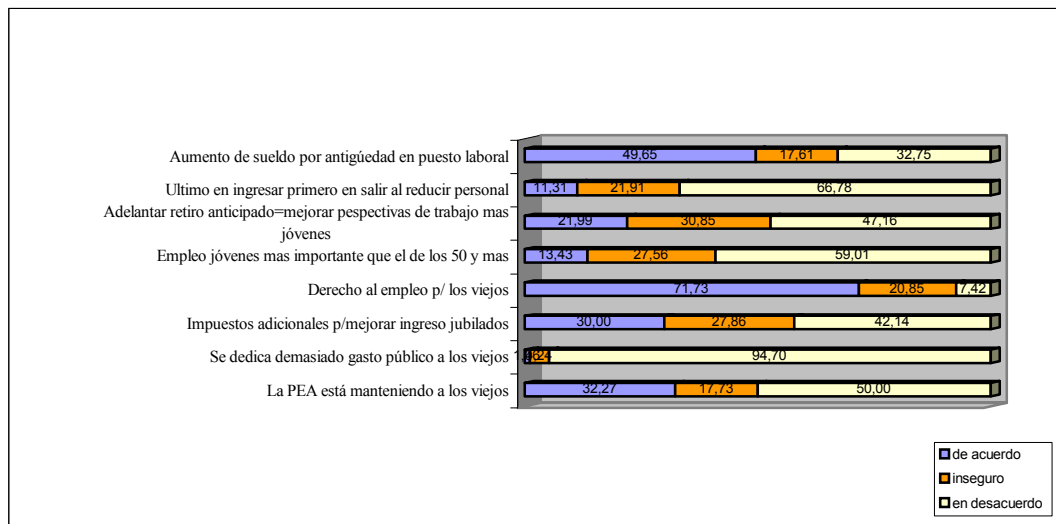 Aumento de sueldo por antigúedad en puesto laboral
49,65 17,61 32,75
Ultimo en ingresar primero en salir al reducir personal
11,31 21,91 66,78
Adelantar retiro anticipado=mejorar pespectivas de trabajo mas
jóvenes
21,99 30,85 47,16
Empleo jóvenes mas importante que el de los 50 y mas
13,43 27,56 59,01
Derecho al empleo p/ los viejos
71,73 20,85 7,42
Impuestos adicionales p/mejorar ingreso jubilados
30,00 27,86 42,14
Se dedica demasiado gasto público a los viejos
94,70
La PEA está manteniendo a los viejos
32,27 17,73 50,00
de acuerdo
inseguro
en desacuerdo